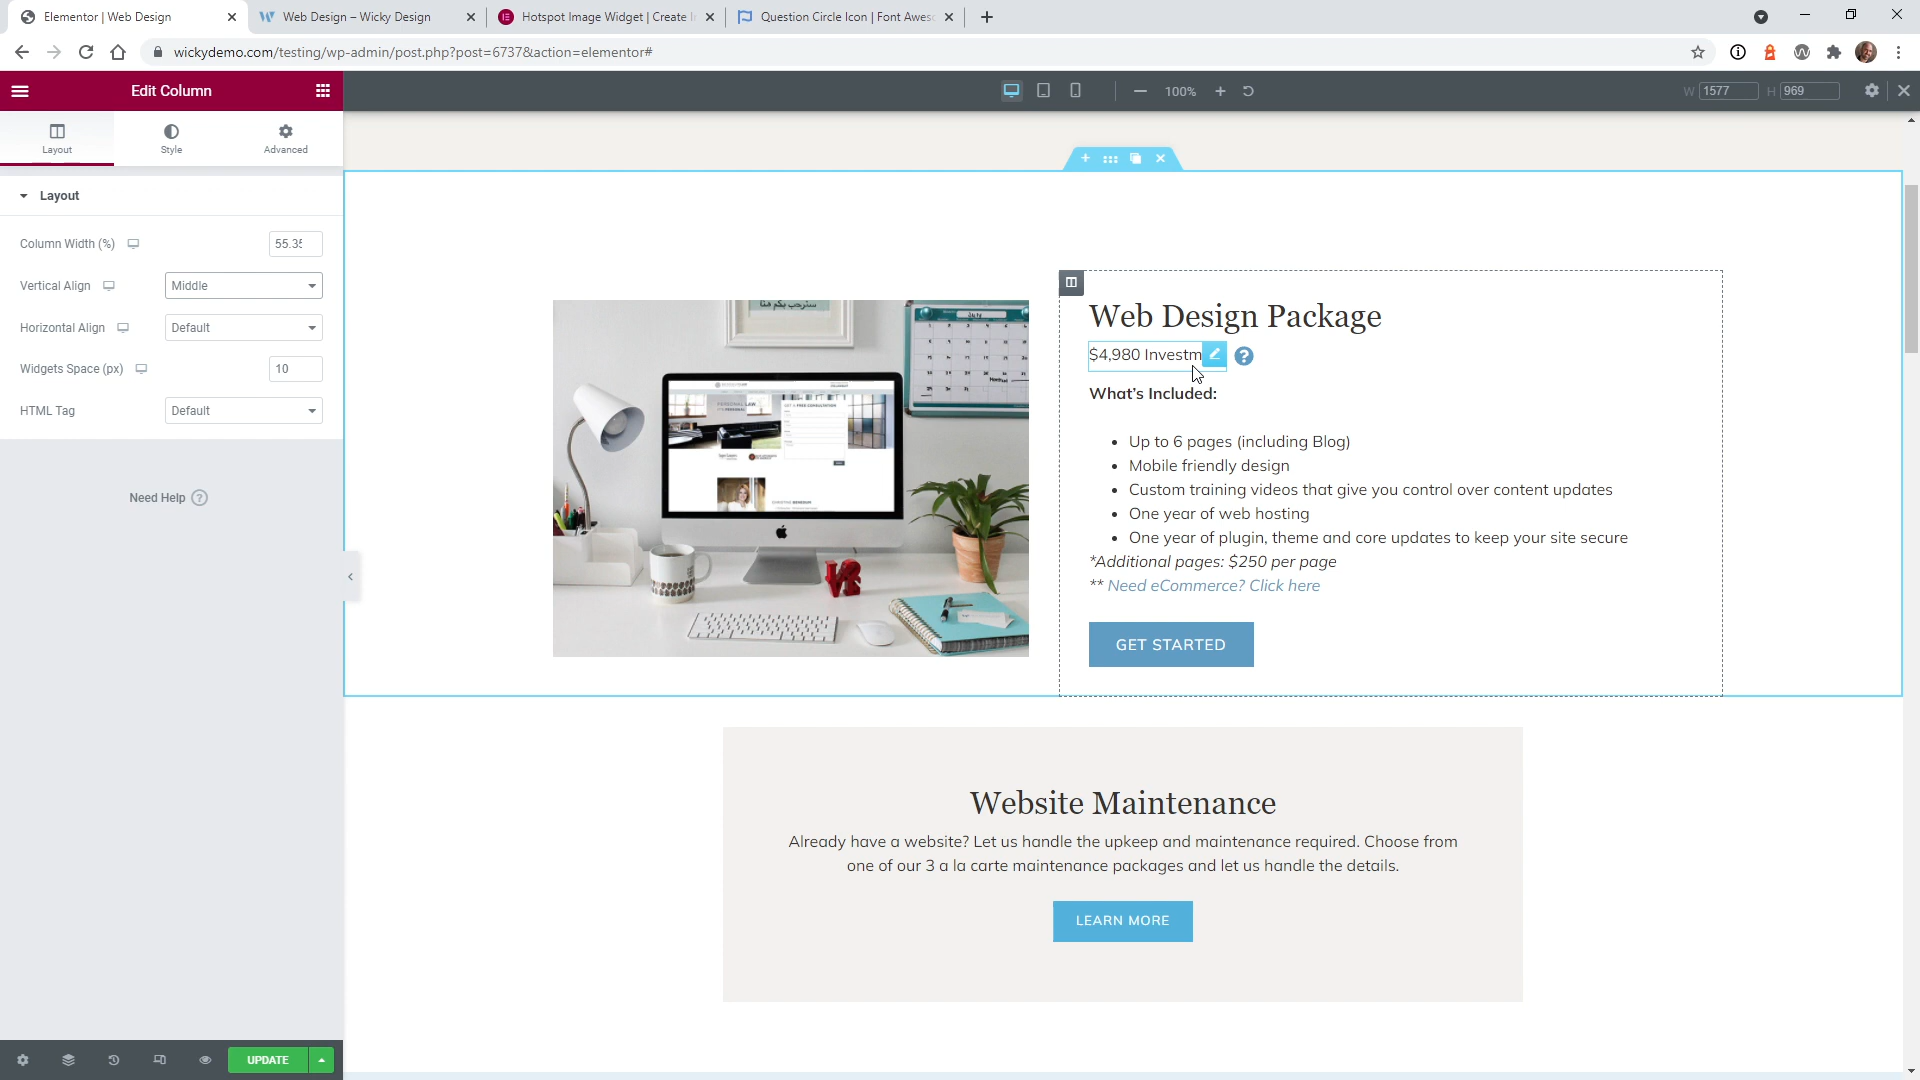 Elementor | Web Design
Web Design – Wicky Design
Hotspot Image Widget | Create
Question Circle Icon | Font Awes
wickydemo.com/testing/wp-admin/post.php?post=6737&action=elementor#
Edit Column
100%
W 1577 H 969
Layout
Style
Advanced
Layout
Column Width (%) 55.35
Vertical Align Middle
Horizontal Align Default
Widgets Space (px) 10
HTML Tag Default
Need Help ?
UPDATE
Web Design Package
$4,980 Investm
What's Included:
• Up to 6 pages (including Blog)
• Mobile friendly design
• Custom training videos that give you control over content updates
• One year of web hosting
• One year of plugin, theme and core updates to keep your site secure
*Additional pages: $250 per page
** Need eCommerce? Click here
GET STARTED
Website Maintenance
Already have a website? Let us handle the upkeep and maintenance required. Choose from
one of our 3 a la carte maintenance packages and let us handle the details.
LEARN MORE